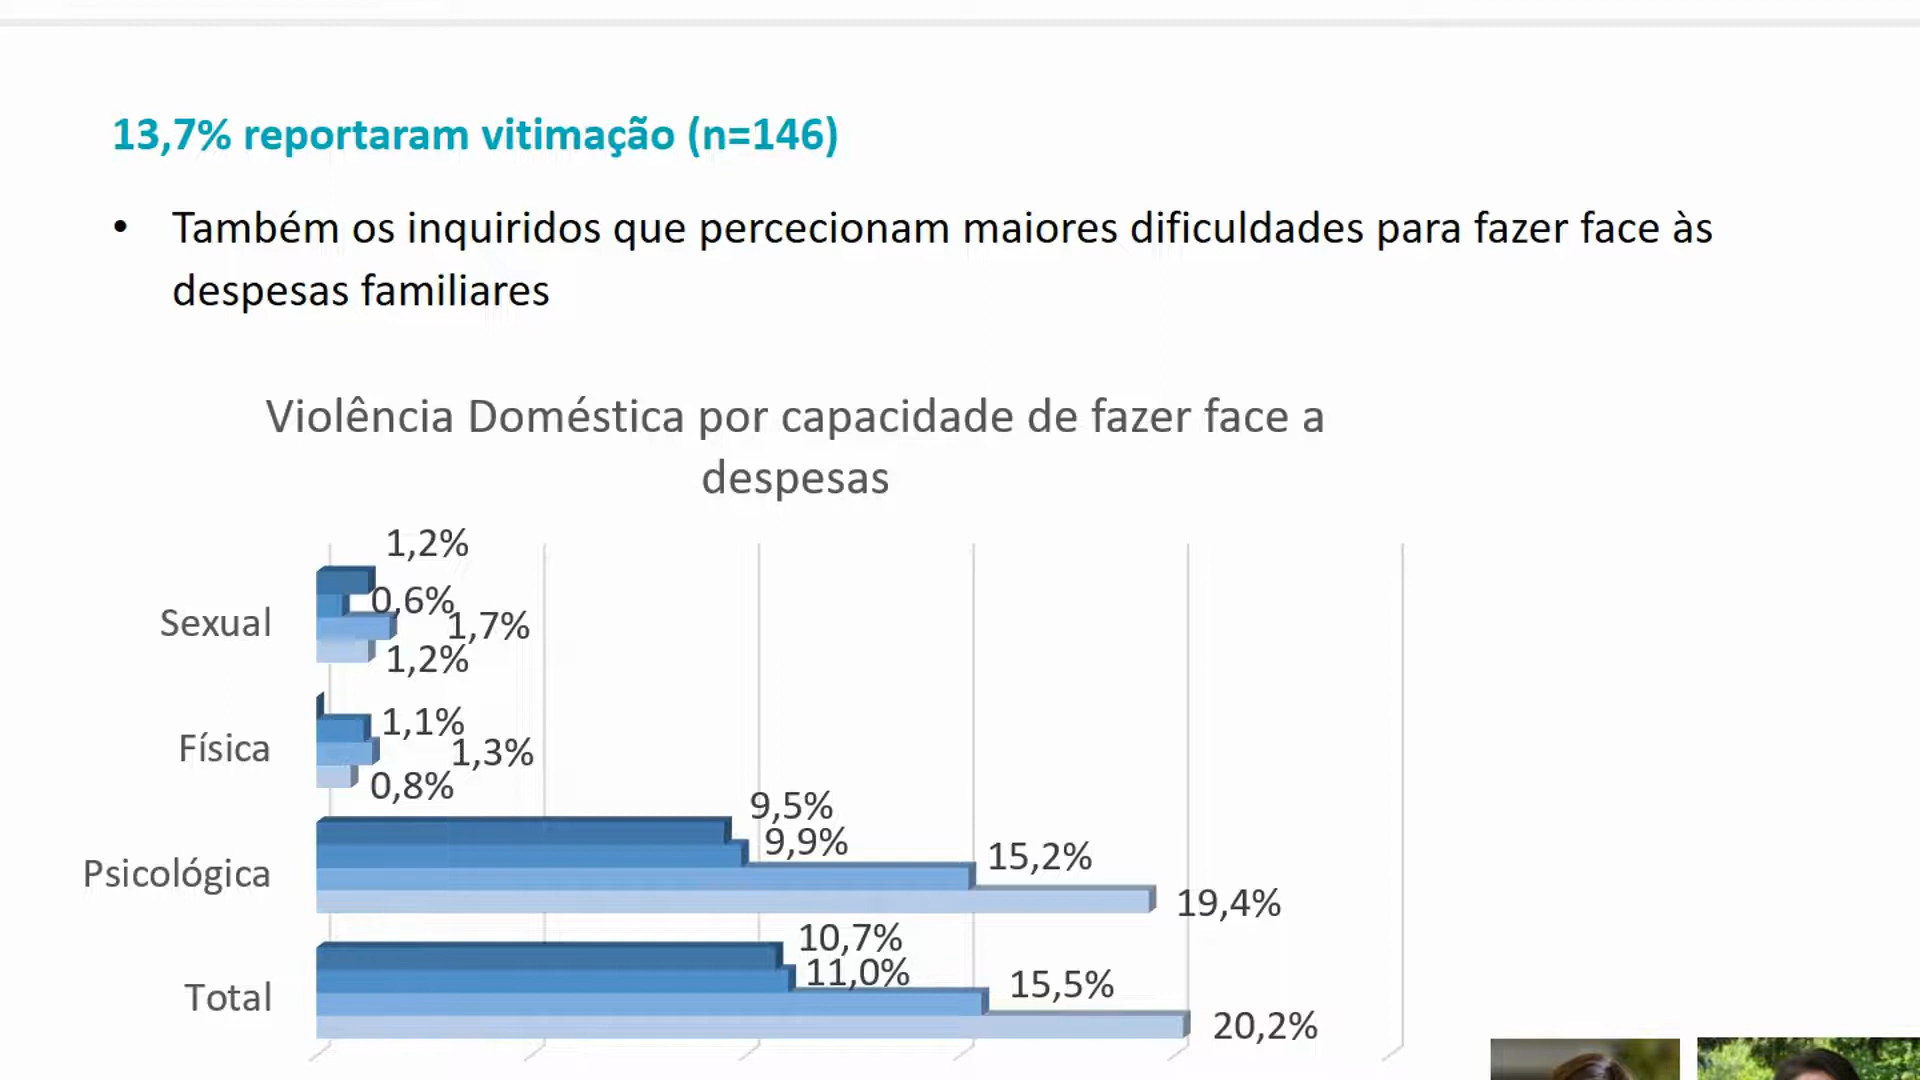 13,7% reportaram vitimação (n=146)
• Também os inquiridos que percecionam maiores dificuldades para fazer face às
despesas familiares
Violência Doméstica por capacidade de fazer face a
despesas
1,2%
0,6%
Sexual
1,7%
1,2%
1,1%
Física
1,3%
0,8%
9,5%
9,9%
15,2%
Psicológica
19,4%
10,7%
11,0%
15,5%
Total
20,2%